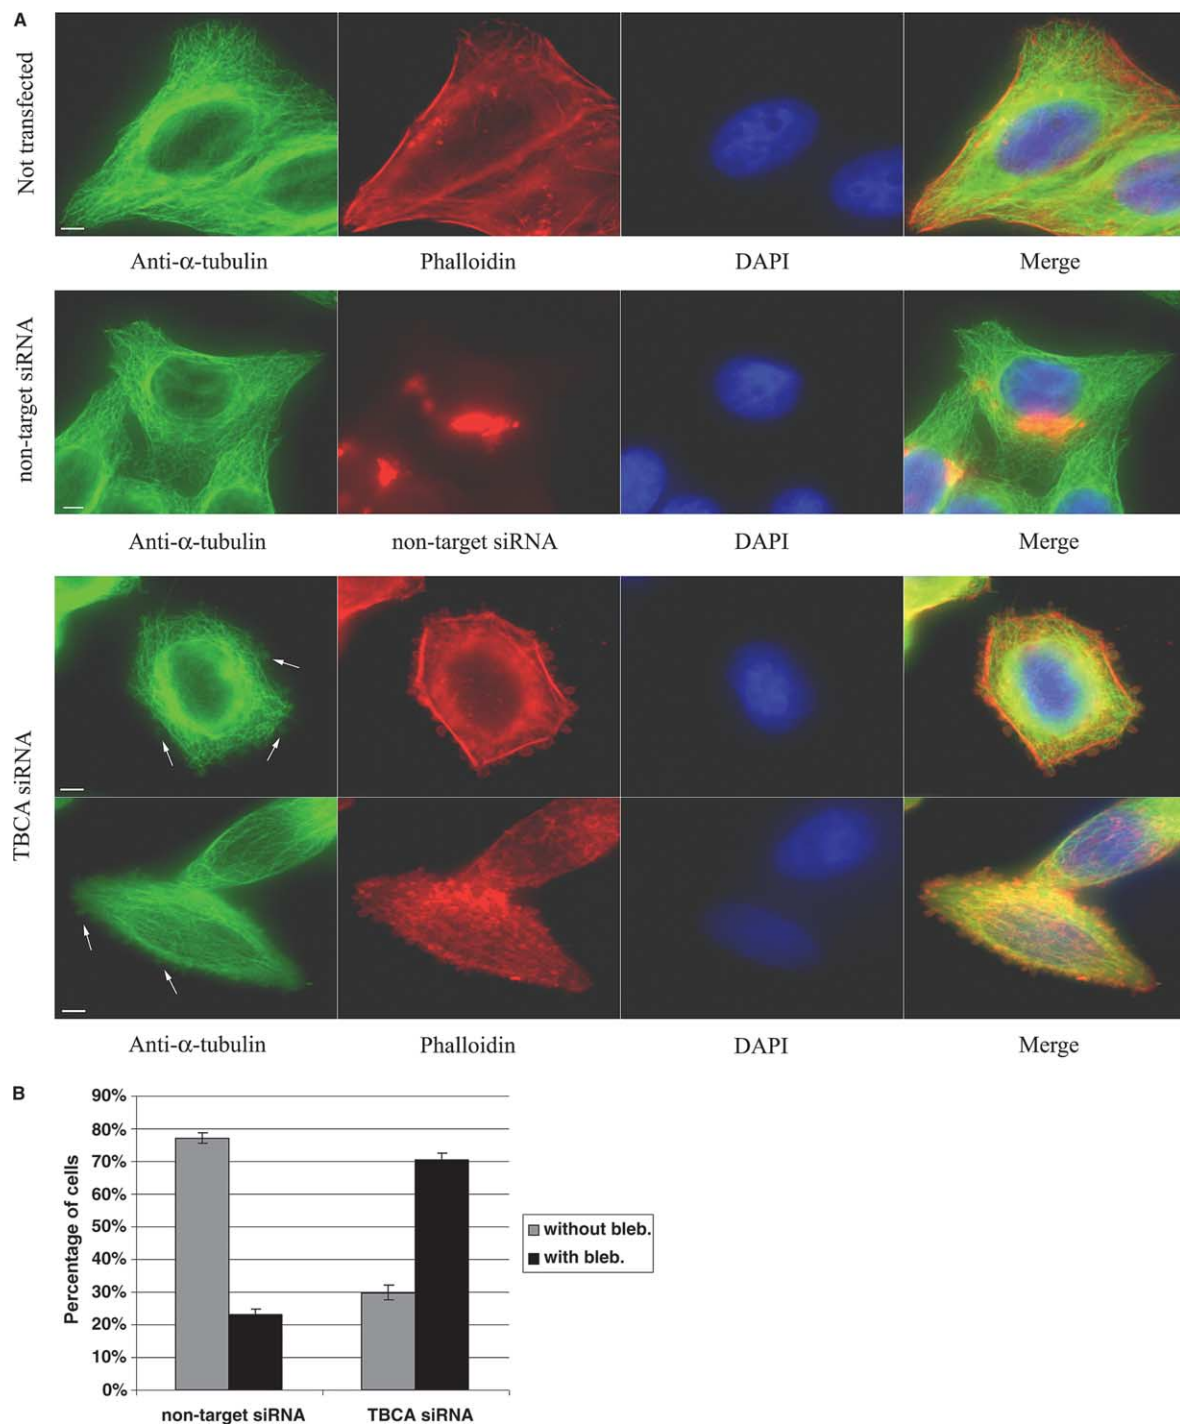 A
Not transfected
Anti-α-tubulin Phalloidin DAPI Merge
non-target siRNA
Anti-α-tubulin non-target siRNA DAPI Merge
TBCA siRNA
Anti-α-tubulin Phalloidin DAPI Merge
B
Percentage of cells
90%
80%
70%
60%
50%
40%
30%
20%
10%
0%
non-target siRNA TBCA siRNA
without bleb.
with bleb.